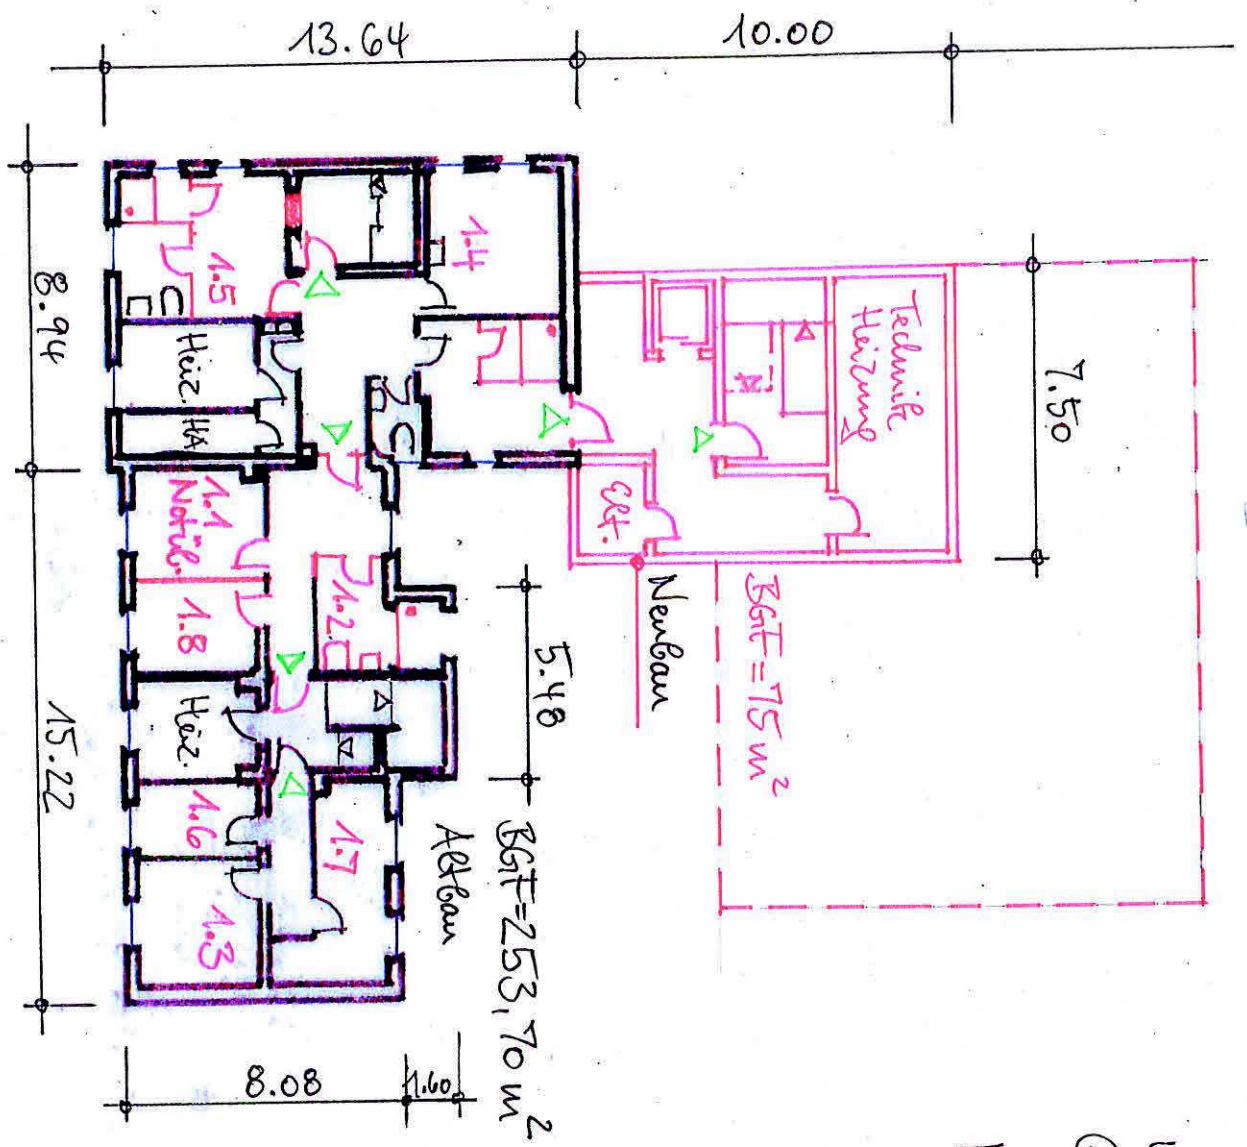 13.64
10.00
8.94
15.22
7.50
5.48
8.08
1.60
1.5
1.4
Heiz.
HA
1.1
Notül.
1.8
1.2
Heiz.
1.6
1.3
1.7
Technik
Heizung
Elt.
Neubau
BGF=75 m²
Altbau
BGF=253,70 m²